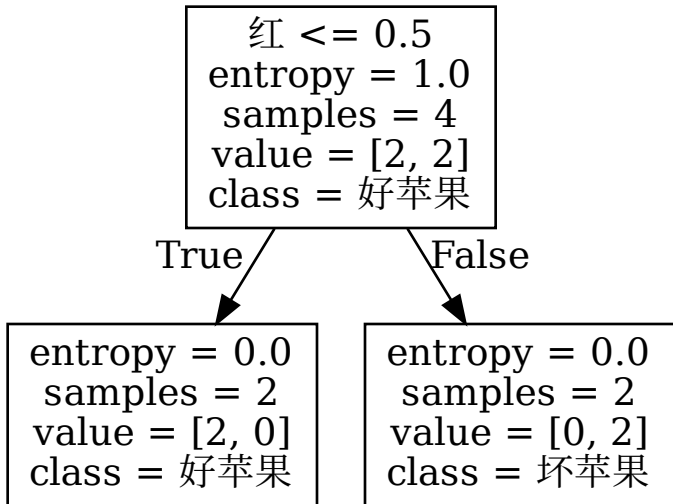 红 <= 0.5
entropy = 1.0
samples = 4
value = [2, 2]
class = 好苹果
True
False
entropy = 0.0
samples = 2
value = [2, 0]
class = 好苹果
entropy = 0.0
samples = 2
value = [0, 2]
class = 坏苹果